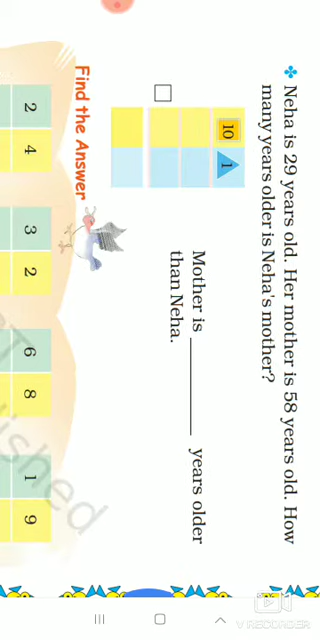 Neha is 29 years old. Her mother is 58 years old. How
many years older is Neha's mother?
10 1
Mother is __________ years older
than Neha.
Find the Answer
2 4 3 2 6 8 1 9